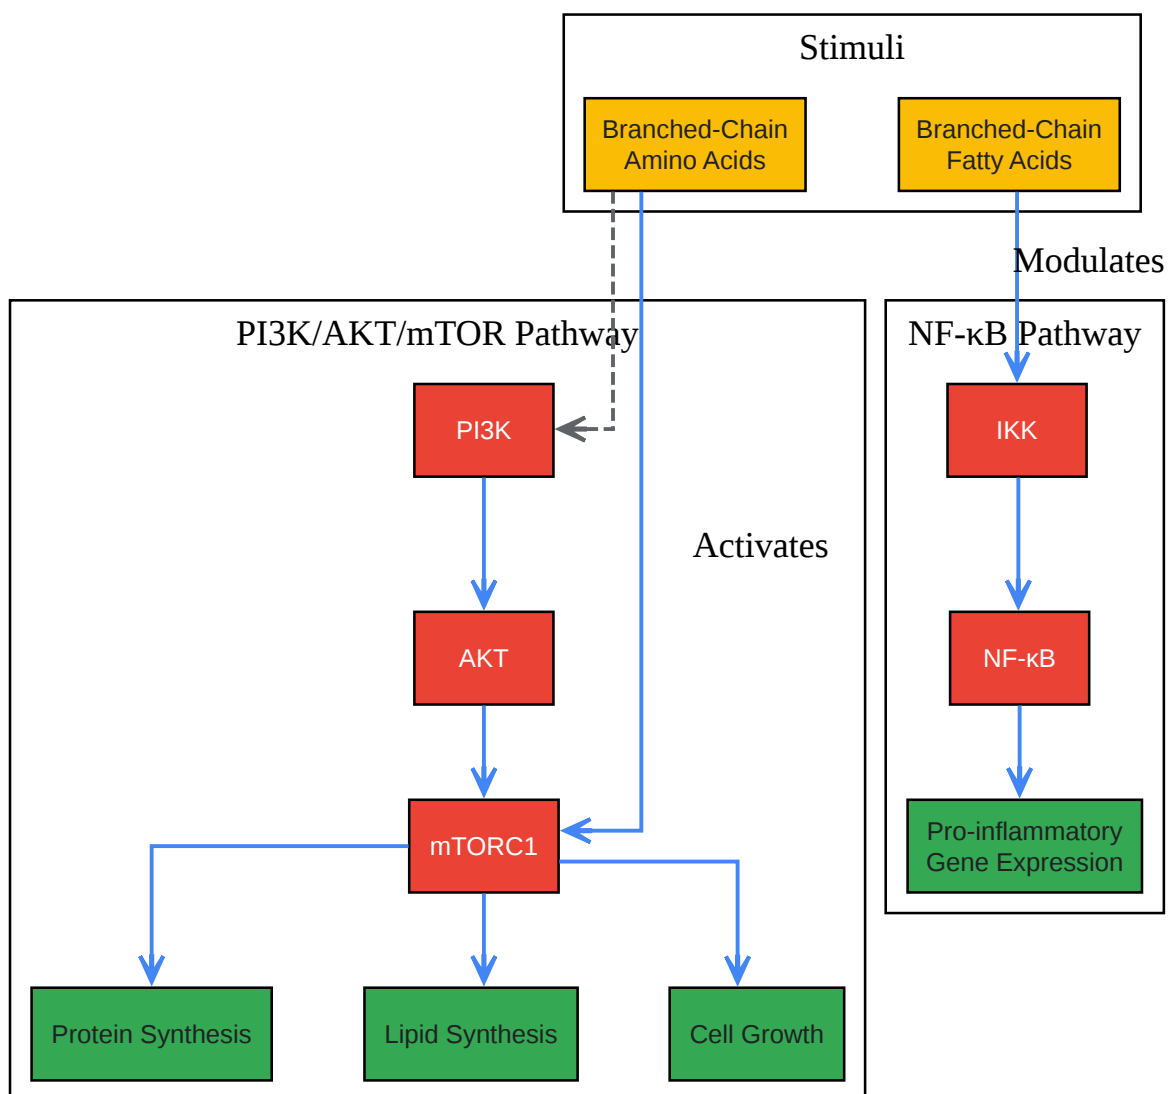 Stimuli
Branched-Chain
Amino Acids
Branched-Chain
Fatty Acids
Modulates
PI3K/AKT/mTOR Pathway
NF-κB Pathway
PI3K
IKK
Activates
AKT
NF-κB
mTORC1
Pro-inflammatory
Gene Expression
Protein Synthesis
Lipid Synthesis
Cell Growth